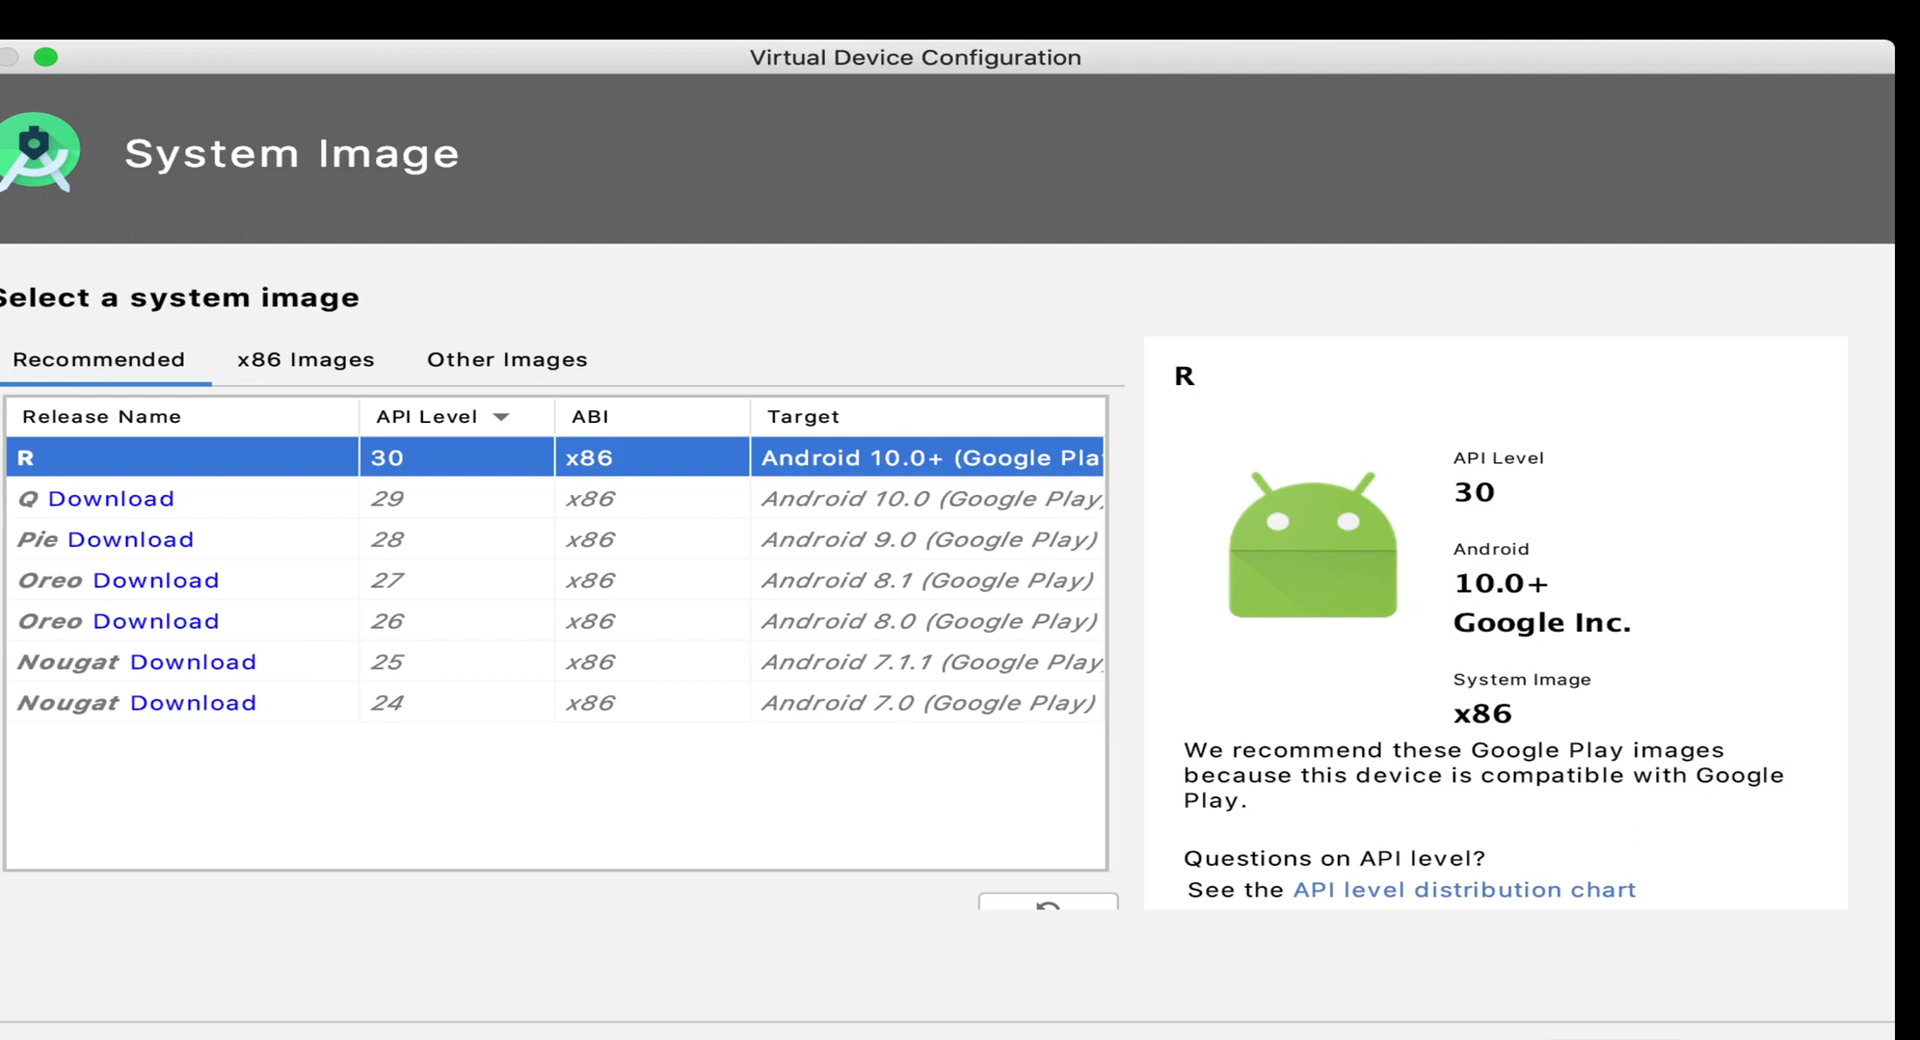 Virtual Device Configuration
System Image
Select a system image
Recommended x86 Images Other Images
Release Name API Level ABI Target
R 30 x86 Android 10.0+ (Google Play
Q Download 29 x86 Android 10.0 (Google Play)
Pie Download 28 x86 Android 9.0 (Google Play)
Oreo Download 27 x86 Android 8.1 (Google Play)
Oreo Download 26 x86 Android 8.0 (Google Play)
Nougat Download 25 x86 Android 7.1.1 (Google Play
Nougat Download 24 x86 Android 7.0 (Google Play)
R
API Level
30
Android
10.0+
Google Inc.
System Image
x86
We recommend these Google Play images
because this device is compatible with Google
Play.
Questions on API level?
See the API level distribution chart